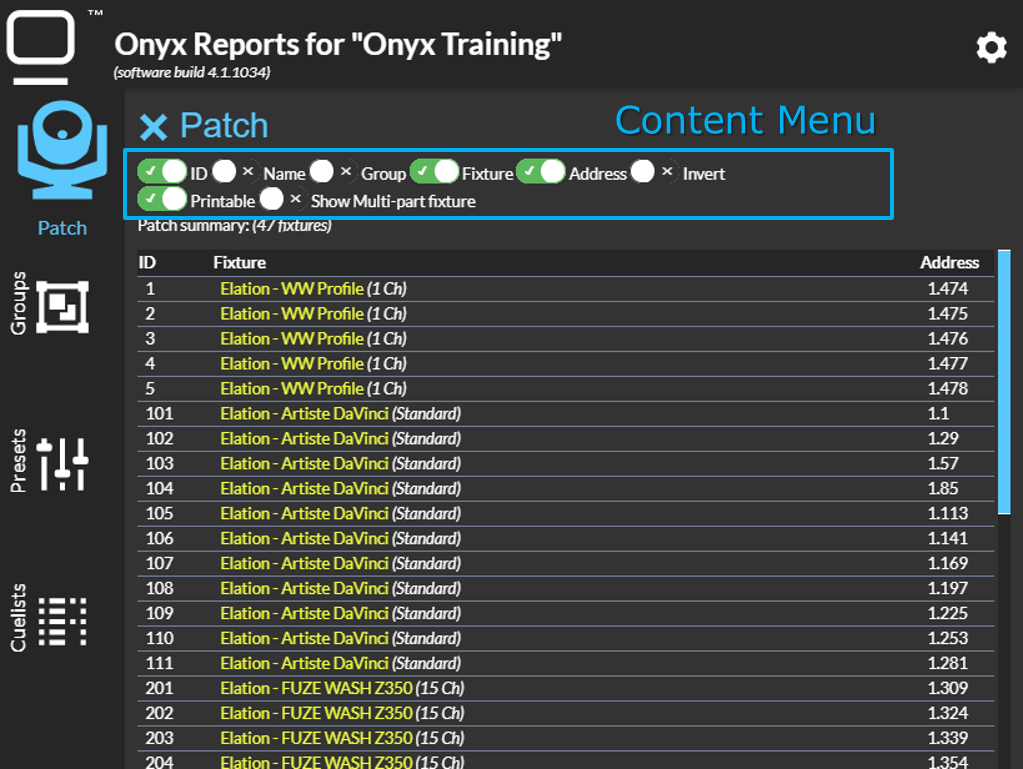 ™
Onyx Reports for "Onyx Training"
(software build 4.1.1034)
Patch
Content Menu
ID Name Group Fixture Address Invert
Printable Show Multi-part fixture
Patch summary: (47 fixtures)
Patch
Groups
Presets
Cuelists
ID Fixture Address
1 Elation - WW Profile (1 Ch) 1.474
2 Elation - WW Profile (1 Ch) 1.475
3 Elation - WW Profile (1 Ch) 1.476
4 Elation - WW Profile (1 Ch) 1.477
5 Elation - WW Profile (1 Ch) 1.478
101 Elation - Artiste DaVinci (Standard) 1.1
102 Elation - Artiste DaVinci (Standard) 1.29
103 Elation - Artiste DaVinci (Standard) 1.57
104 Elation - Artiste DaVinci (Standard) 1.85
105 Elation - Artiste DaVinci (Standard) 1.113
106 Elation - Artiste DaVinci (Standard) 1.141
107 Elation - Artiste DaVinci (Standard) 1.169
108 Elation - Artiste DaVinci (Standard) 1.197
109 Elation - Artiste DaVinci (Standard) 1.225
110 Elation - Artiste DaVinci (Standard) 1.253
111 Elation - Artiste DaVinci (Standard) 1.281
201 Elation - FUZE WASH Z350 (15 Ch) 1.309
202 Elation - FUZE WASH Z350 (15 Ch) 1.324
203 Elation - FUZE WASH Z350 (15 Ch) 1.339
204 Elation - FUZE WASH Z350 (15 Ch) 1.354